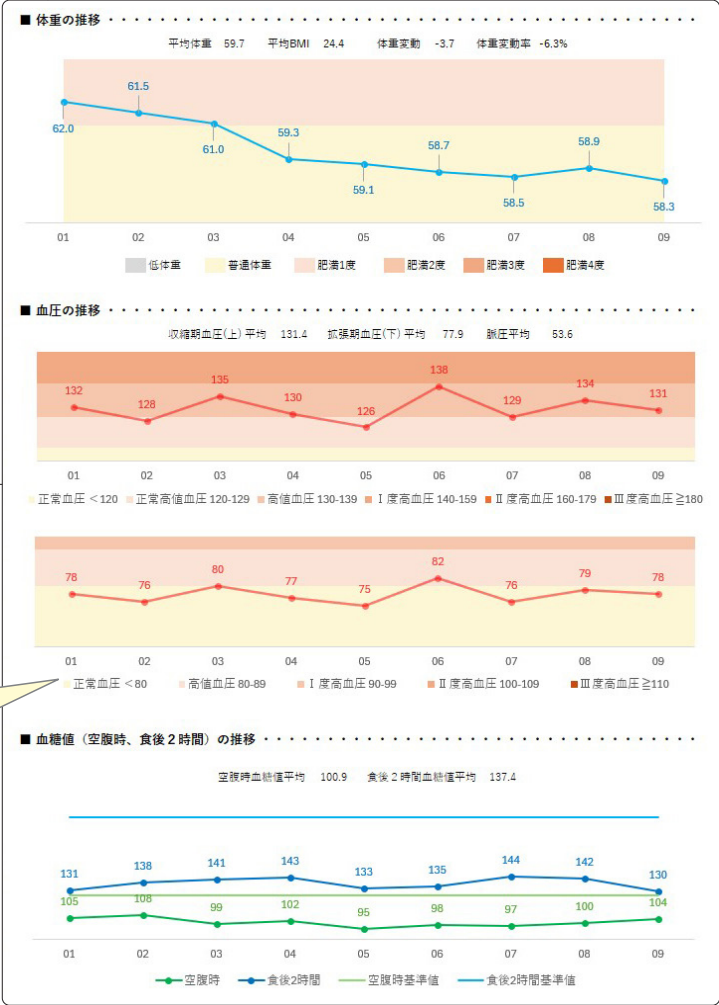 ■ 体重の推移 ・・・・・・・・・・・・・・・・・・・・・・・・・・・・・・・・・・・・・・・・
平均体重 59.7 平均BMI 24.4 体重変動 -3.7 体重変動率 -6.3%
62.0 61.5 61.0 59.3 59.1 58.7 58.5 58.9 58.3
01 02 03 04 05 06 07 08 09
低体重 普通体重 肥満1度 肥満2度 肥満3度 肥満4度
■ 血圧の推移 ・・・・・・・・・・・・・・・・・・・・・・・・・・・・・・・・・・・・・・・・
収縮期血圧(上) 平均 131.4 拡張期血圧(下) 平均 77.9 脈圧平均 53.6
132 128 135 130 126 138 129 134 131
01 02 03 04 05 06 07 08 09
正常血圧 <120 正常高値血圧 120-129 高値血圧 130-139 Ⅰ度高血圧 140-159 Ⅱ度高血圧 160-179 Ⅲ度高血圧 ≧180
78 76 80 77 75 82 76 79 78
01 02 03 04 05 06 07 08 09
正常血圧 <80 高値血圧 80-89 Ⅰ度高血圧 90-99 Ⅱ度高血圧 100-109 Ⅲ度高血圧 ≧110
■ 血糖値（空腹時、食後２時間）の推移 ・・・・・・・・・・・・・・・・・・・・・・・・・・・・・
空腹時血糖値平均 100.9 食後２時間血糖値平均 137.4
131 138 141 143 133 135 144 142 130
105 108 99 102 95 98 97 100 104
01 02 03 04 05 06 07 08 09
空腹時 食後2時間 空腹時基準値 食後2時間基準値